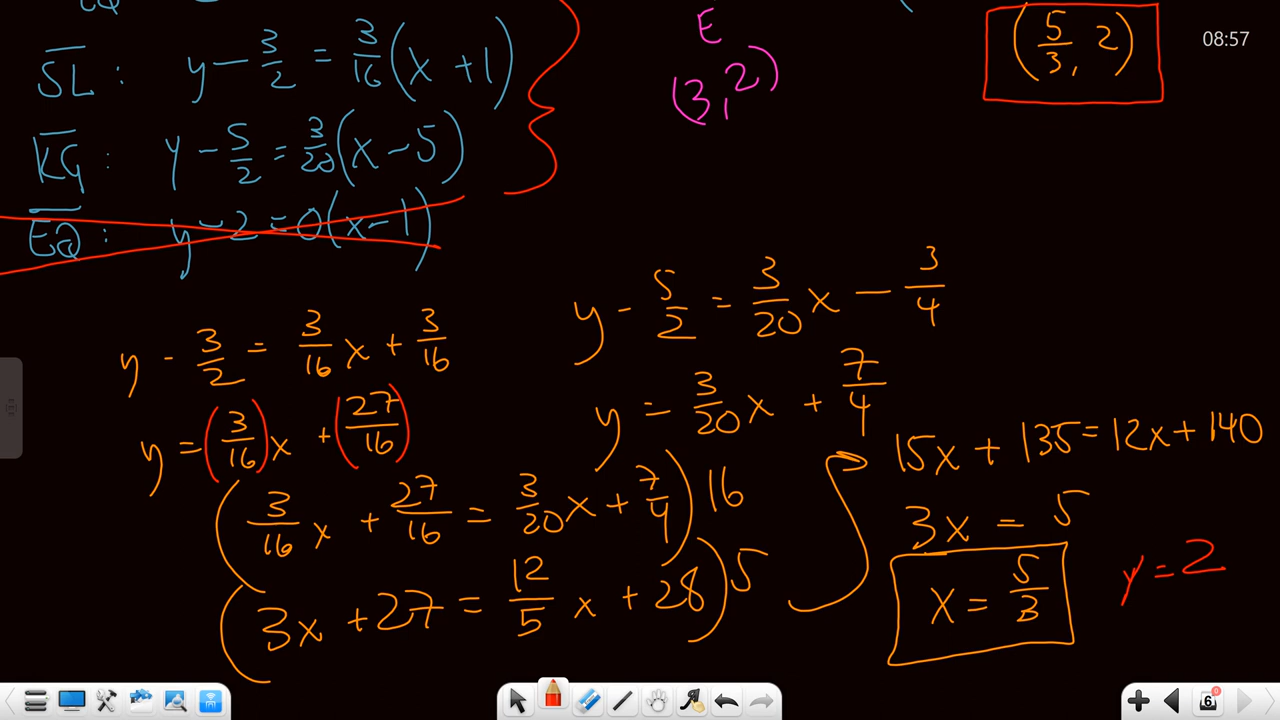 EQ
SL : y - 3/2 = 3/16 (x + 1)
KG : y - 5/2 = 3/20 (x - 5)
EQ : y - 2 = 0(x - 1)
E
(3, 2)
(5/3, 2)
08:57
y - 3/2 = 3/16 x + 3/16
y = (3/16)x + (27/16)
(3/16 x + 27/16 = 3/20 x + 7/4) 16
(3x + 27 = 12/5 x + 28) 5
y - 5/2 = 3/20 x - 3/4
y = 3/20 x + 7/4
15x + 135 = 12x + 140
3x = 5
x = 5/3
y = 2
6